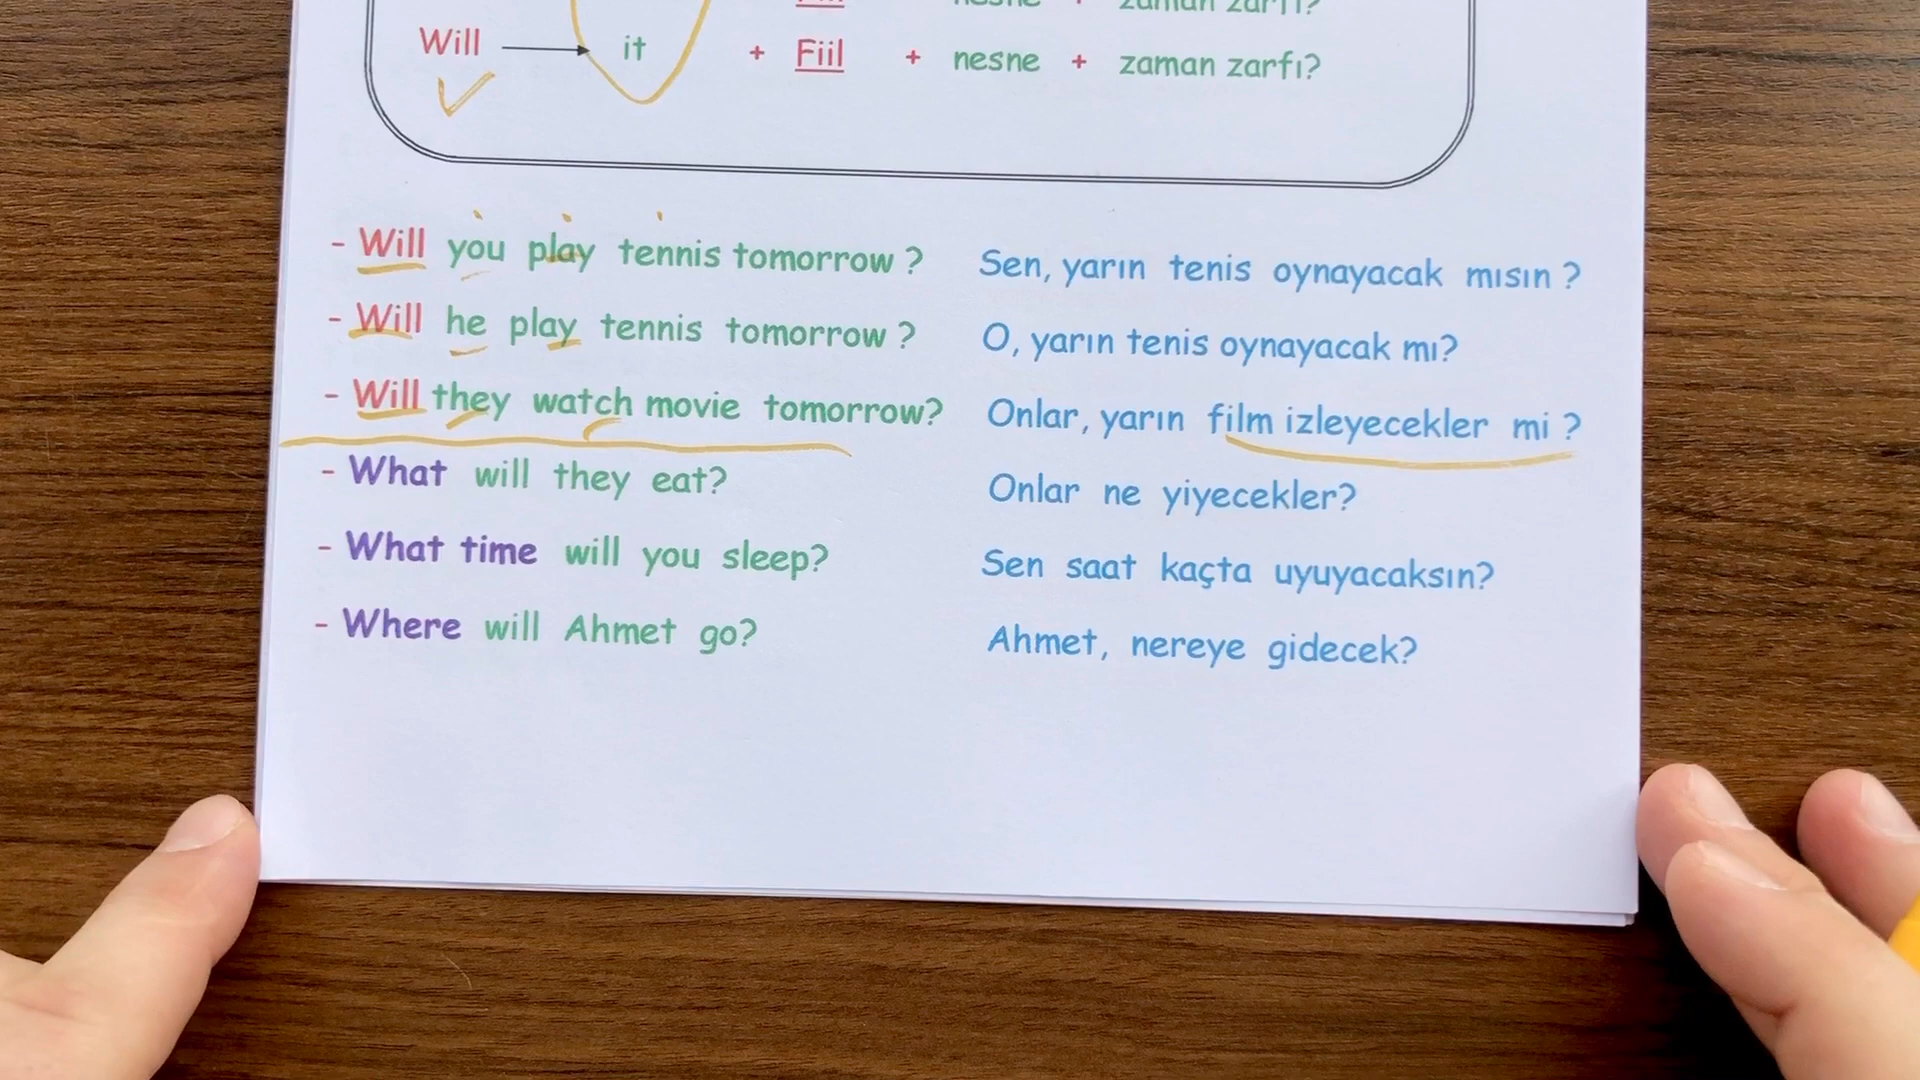 nesne + zaman zarfı?
Will it + Fiil + nesne + zaman zarfı?
- Will you play tennis tomorrow ? Sen, yarın tenis oynayacak mısın ?
- Will he play tennis tomorrow ? O, yarın tenis oynayacak mı?
- Will they watch movie tomorrow? Onlar, yarın film izleyecekler mi ?
- What will they eat? Onlar ne yiyecekler?
- What time will you sleep? Sen saat kaçta uyuyacaksın?
- Where will Ahmet go? Ahmet, nereye gidecek?